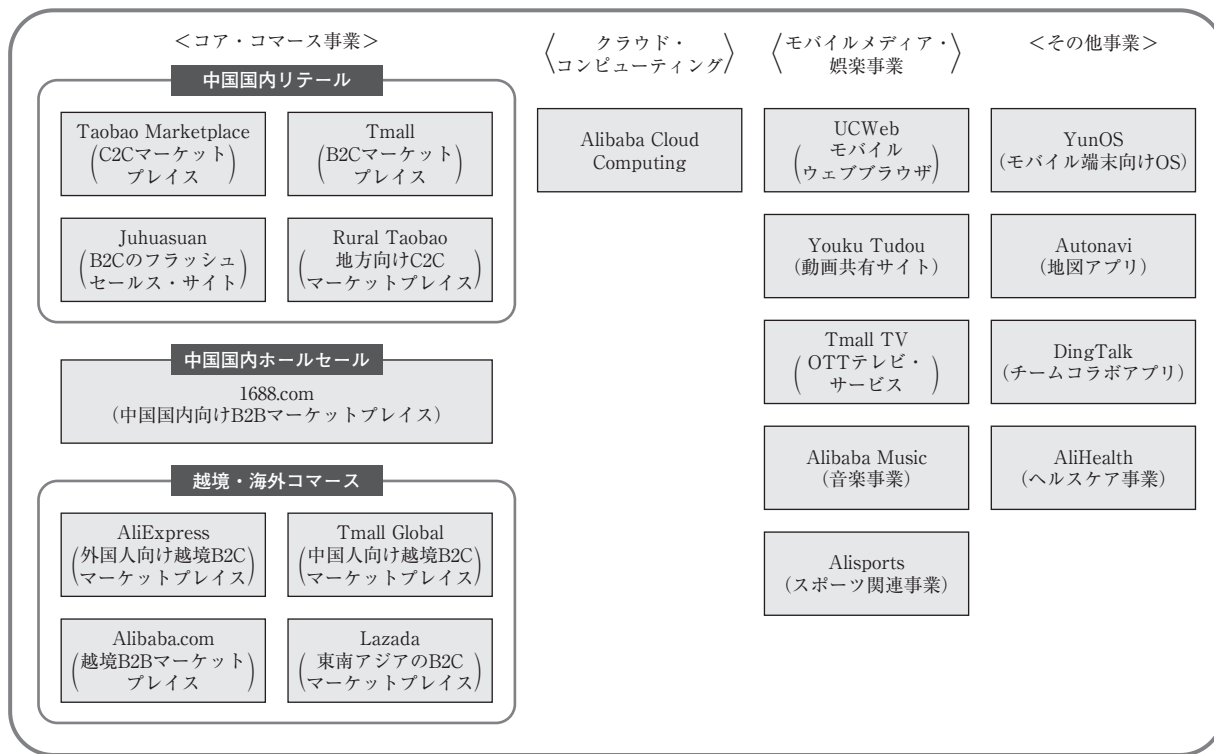 <コア・コマース事業>
中国国内リテール
Taobao Marketplace
(C2Cマーケット
プレイス)
Tmall
(B2Cマーケット
プレイス)
Juhuasuan
(B2Cのフラッシュ
セールス・サイト)
Rural Taobao
(地方向けC2C
マーケットプレイス)
中国国内ホールセール
1688.com
(中国国内向けB2Bマーケットプレイス)
越境・海外コマース
AliExpress
(外国人向け越境B2C
マーケットプレイス)
Tmall Global
(中国人向け越境B2C
マーケットプレイス)
Alibaba.com
(越境B2Bマーケット
プレイス)
Lazada
(東南アジアのB2C
マーケットプレイス)
<クラウド・
コンピューティング>
Alibaba Cloud
Computing
<モバイルメディア・
娯楽事業>
UCWeb
(モバイル
ウェブブラウザ)
Youku Tudou
(動画共有サイト)
Tmall TV
(OTTテレビ・
サービス)
Alibaba Music
(音楽事業)
Alisports
(スポーツ関連事業)
<その他事業>
YunOS
(モバイル端末向けOS)
Autonavi
(地図アプリ)
DingTalk
(チームコラボアプリ)
AliHealth
(ヘルスケア事業)